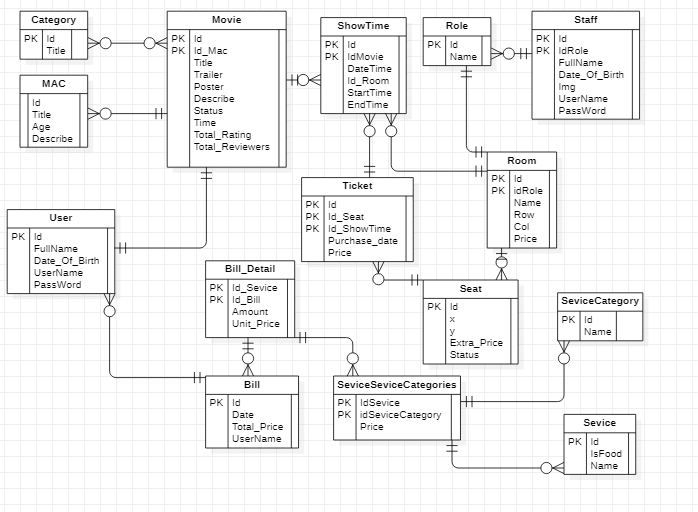 Category
PK Id
Title
Movie
PK Id
PK Id_Mac
Title
Trailer
Poster
Describe
Status
Time
Total_Rating
Total_Reviewers
ShowTime
PK Id
PK IdMovie
DateTime
Id_Room
StartTime
EndTime
Role
PK Id
Name
Staff
PK Id
PK IdRole
FullName
Date_Of_Birth
Img
UserName
PassWord
MAC
Id
Title
Age
Describe
Room
PK Id
PK idRole
Name
Row
Col
Price
Ticket
PK Id
PK Id_Seat
PK Id_ShowTime
Purchase_date
Price
User
PK Id
FullName
Date_Of_Birth
UserName
PassWord
Bill_Detail
PK Id_Sevice
PK Id_Bill
Amount
Unit_Price
Seat
PK Id
x
y
Extra_Price
Status
SeviceCategory
PK Id
Name
Bill
PK Id
Date
Total_Price
UserName
SeviceSeviceCategories
PK IdSevice
PK idSeviceCategory
Price
Sevice
PK Id
IsFood
Name